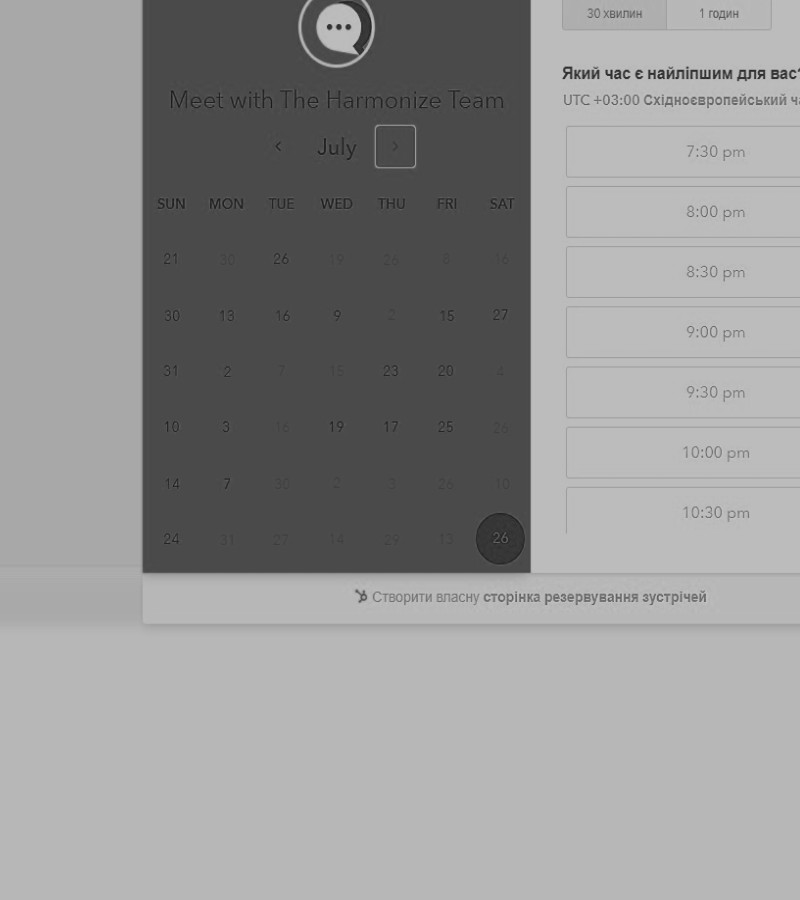 30 хвилин 1 годин
Який час є найліпшим для вас?
Meet with The Harmonize Team
UTC +03:00 Східноєвропейський
July
7:30 pm
8:00 pm
8:30 pm
9:00 pm
9:30 pm
10:00 pm
10:30 pm
SUN MON TUE WED THU FRI SAT
21 30 26 19 26 8 16
30 13 16 9 2 15 27
31 2 7 15 23 20 4
10 3 16 19 17 25 26
14 7 30 2 3 26 10
24 31 27 14 29 13 26
Створити власну сторінка резервування зустрічей